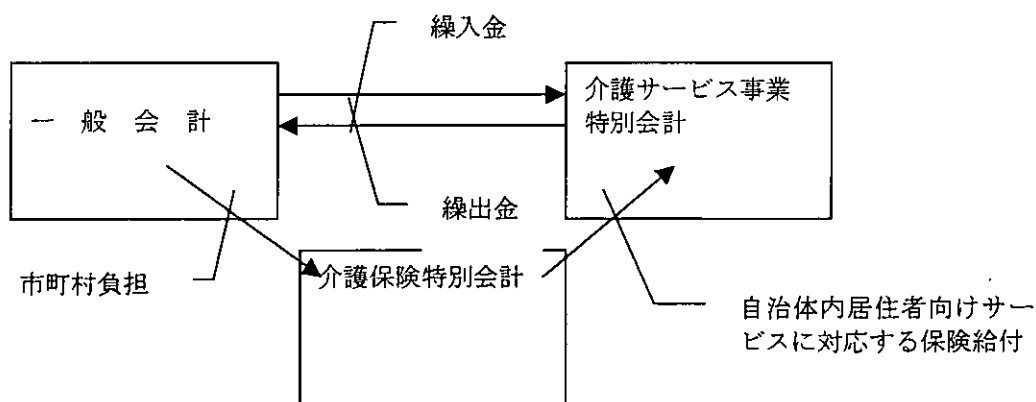 繰入金
一般会計
介護サービス事業
特別会計
繰出金
市町村負担
介護保険特別会計
自治体内居住者向けサー
ビスに対応する保険給付